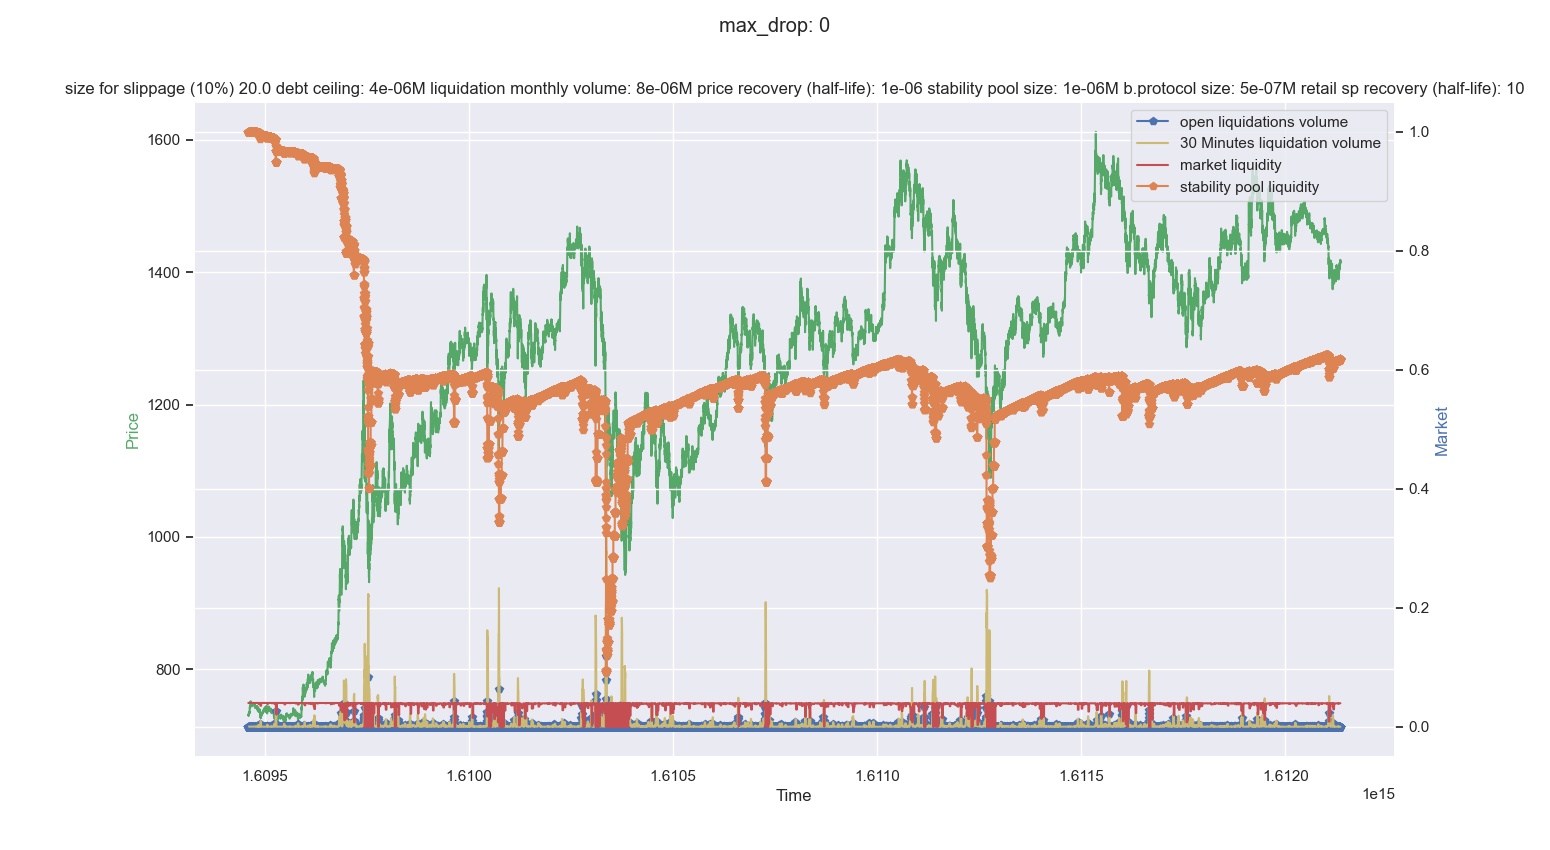 max_drop: 0
size for slippage (10%) 20.0 debt ceiling: 4e-06M liquidation monthly volume: 8e-06M price recovery (half-life): 1e-06 stability pool size: 1e-06M b.protocol size: 5e-07M retail sp recovery (half-life): 10
open liquidations volume
30 Minutes liquidation volume
market liquidity
stability pool liquidity
1600
1400
1200
1000
800
Price
1.0
0.8
0.6
0.4
0.2
0.0
Market
1.6095
1.6100
1.6105
1.6110
1.6115
1.6120
Time
1e15